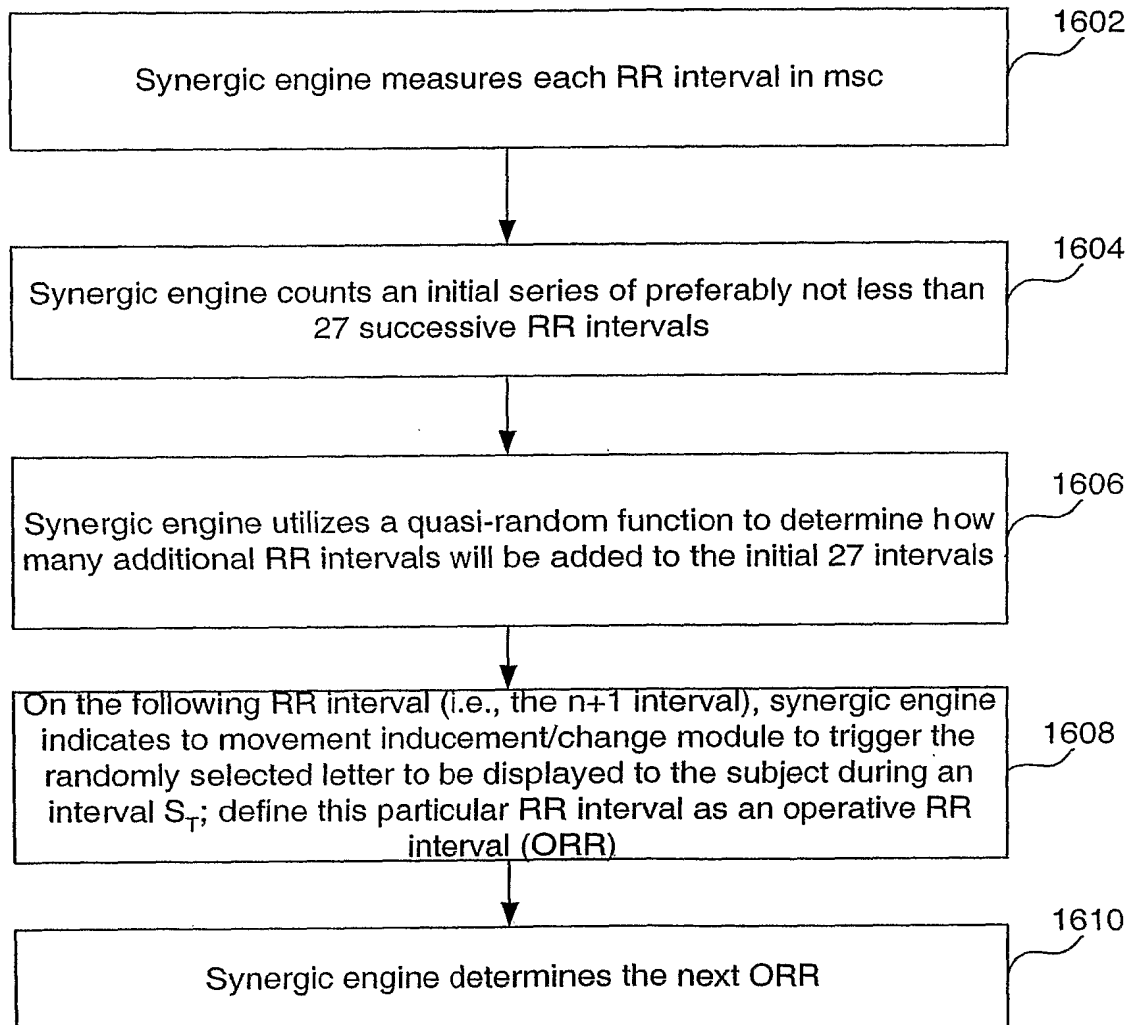 1602
Synergic engine measures each RR interval in msc
1604
Synergic engine counts an initial series of preferably not less than
27 successive RR intervals
1606
Synergic engine utilizes a quasi-random function to determine how
many additional RR intervals will be added to the initial 27 intervals
On the following RR interval (i.e., the n+1 interval), synergic engine
indicates to movement inducement/change module to trigger the
1608
randomly selected letter to be displayed to the subject during an
interval S_T; define this particular RR interval as an operative RR
interval (ORR)
1610
Synergic engine determines the next ORR